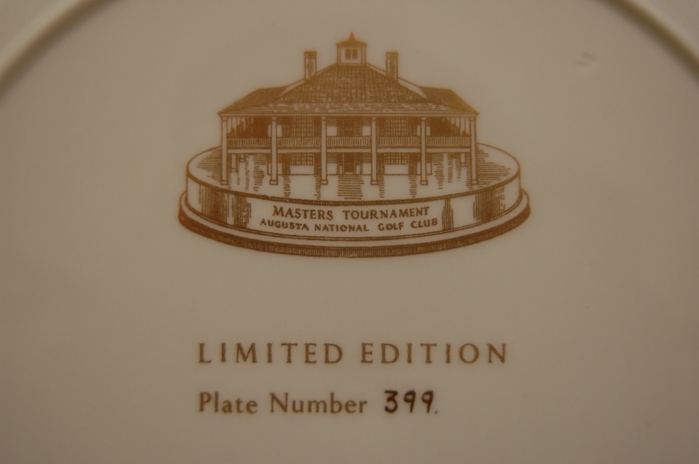 MASTERS TOURNAMENT
AUGUSTA NATIONAL GOLF CLUB
LIMITED EDITION
Plate Number 399.